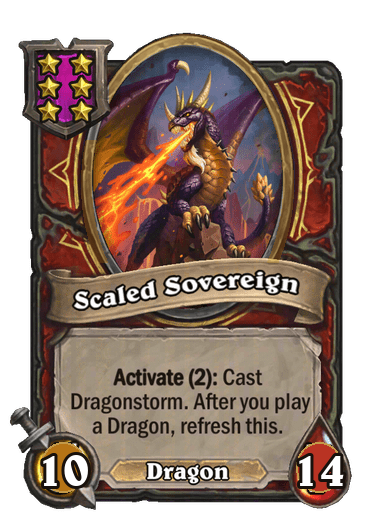 Scaled Sovereign
Activate (2): Cast
Dragonstorm. After you play
a Dragon, refresh this.
10
Dragon
14